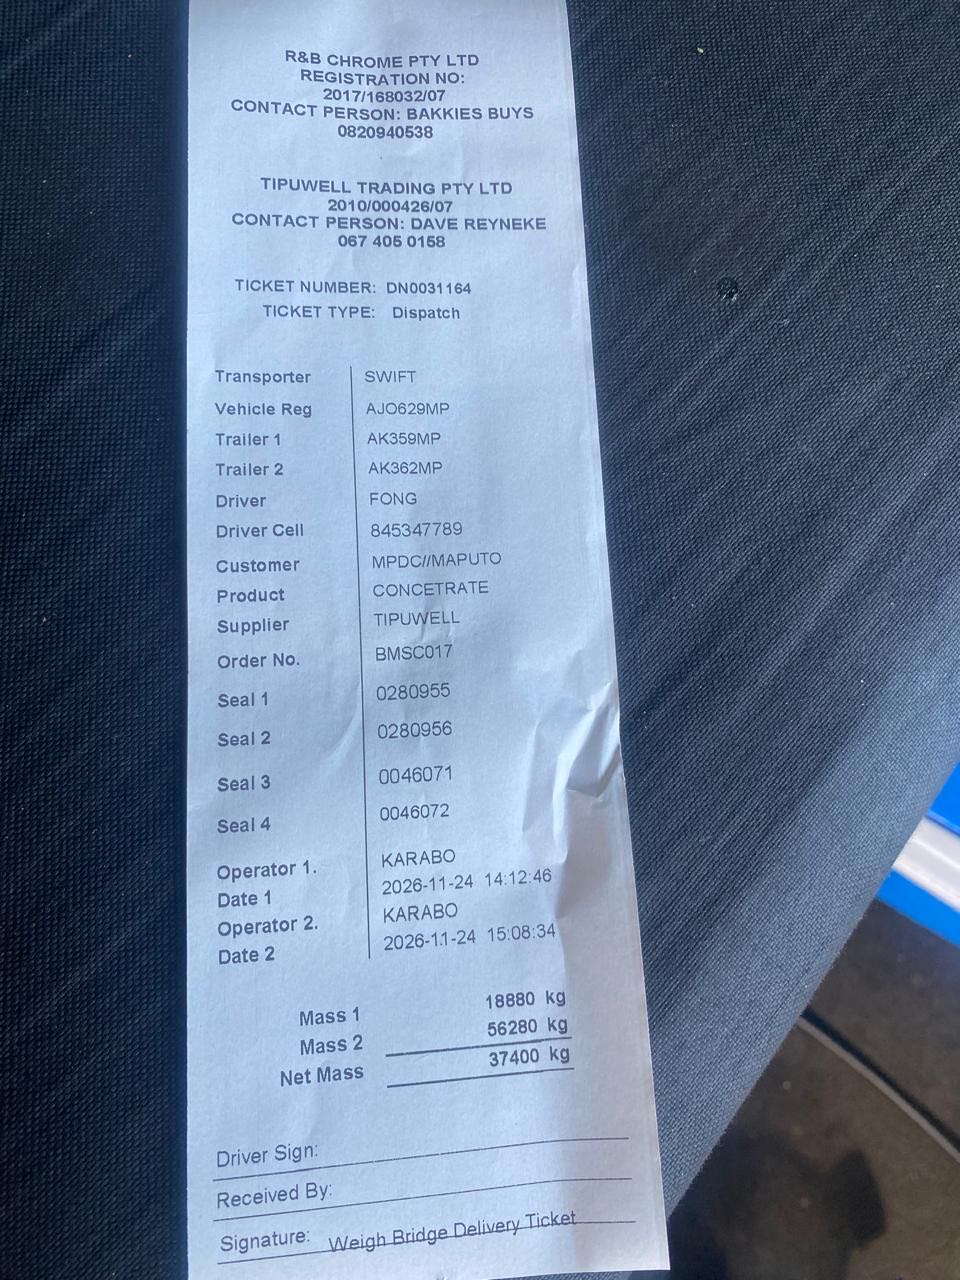 R&B CHROME PTY LTD
REGISTRATION NO:
2017/168032/07
CONTACT PERSON: BAKKIES BUYS
0820940538
TIPUWELL TRADING PTY LTD
2010/000426/07
CONTACT PERSON: DAVE REYNEKE
067 405 0158
TICKET NUMBER: DN0031164
TICKET TYPE: Dispatch
Transporter SWIFT
Vehicle Reg AJO629MP
Trailer 1 AK359MP
Trailer 2 AK362MP
Driver FONG
Driver Cell 845347789
Customer MPDC//MAPUTO
Product CONCETRATE
Supplier TIPUWELL
Order No. BMSC017
Seal 1 0280955
Seal 2 0280956
Seal 3 0046071
Seal 4 0046072
Operator 1. KARABO
Date 1 2026-11-24 14:12:46
Operator 2. KARABO
Date 2 2026-11-24 15:08:34
Mass 1 18880 kg
Mass 2 56280 kg
Net Mass 37400 kg
Driver Sign:
Received By:
Signature: Weigh Bridge Delivery Ticket